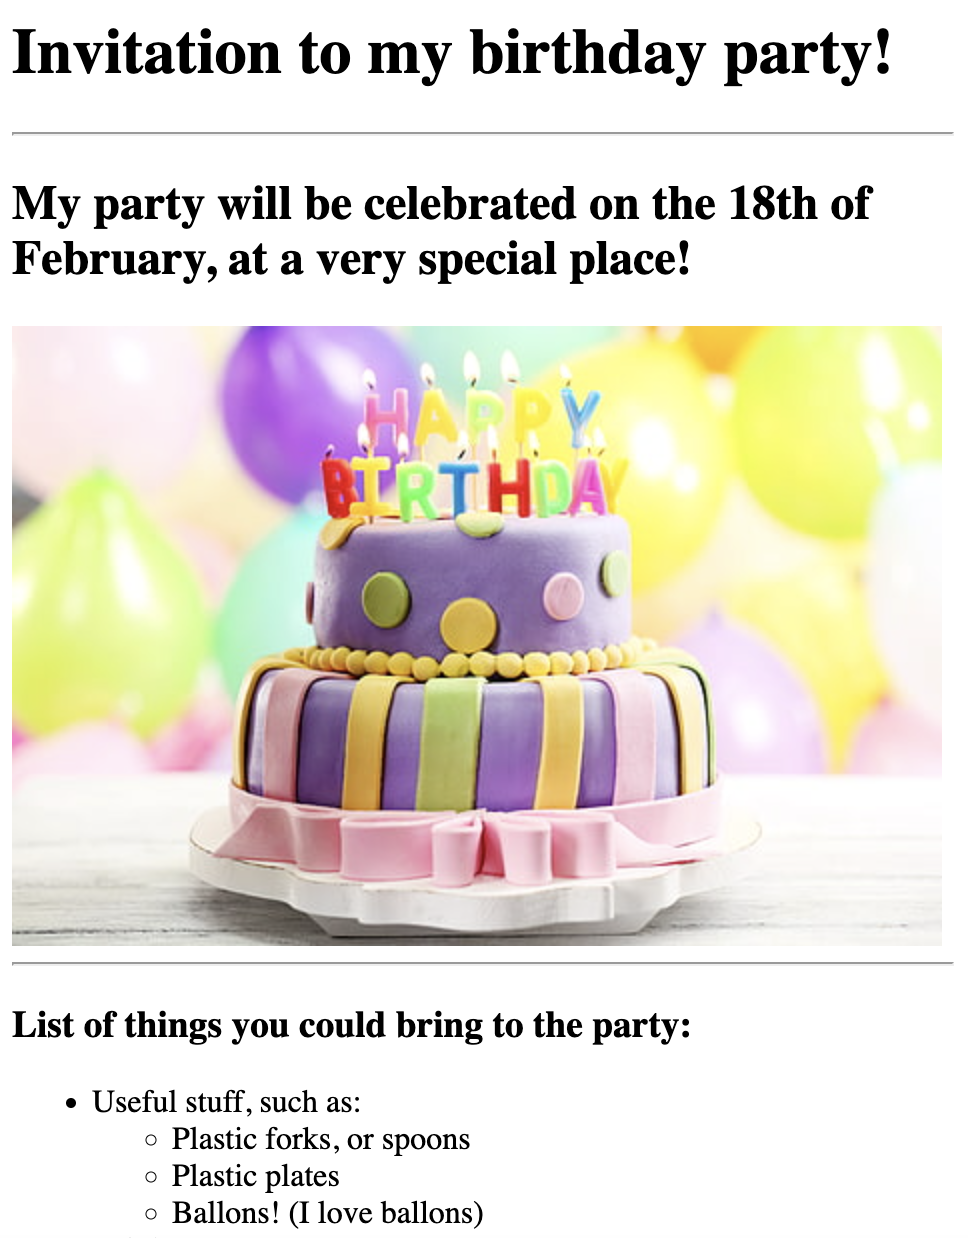 Invitation to my birthday party!
My party will be celebrated on the 18th of
February, at a very special place!
HAPPY
BIRTHDAY
List of things you could bring to the party:
Useful stuff, such as:
Plastic forks, or spoons
Plastic plates
Ballons! (I love ballons)